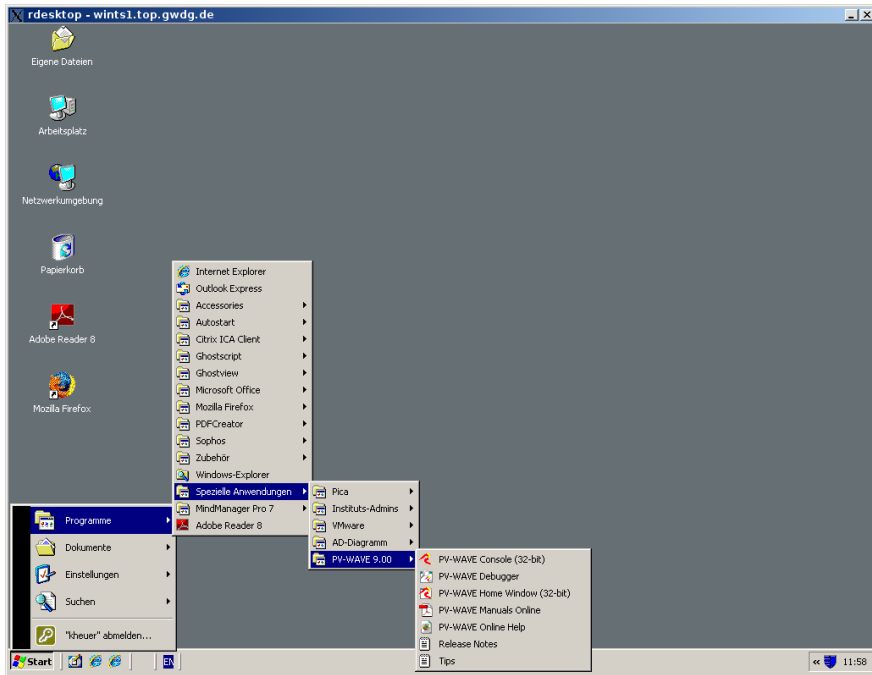 rdesktop - wints1.top.gwdg.de
Eigene Dateien
Arbeitsplatz
Netzwerkumgebung
Papierkorb
Adobe Reader 8
Mozilla Firefox
Internet Explorer
Outlook Express
Accessories
Autostart
Citrix ICA Client
Ghostscript
Ghostview
Microsoft Office
Mozilla Firefox
PDFCreator
Sophos
Zubehör
Windows-Explorer
Spezielle Anwendungen
MindManager Pro 7
Adobe Reader 8
Pica
Instituts-Admins
VMware
AD-Diagramm
PV-WAVE 9.00
PV-WAVE Console (32-bit)
PV-WAVE Debugger
PV-WAVE Home Window (32-bit)
PV-WAVE Manuals Online
PV-WAVE Online Help
Release Notes
Tips
Programme
Dokumente
Einstellungen
Suchen
"kheuer" abmelden...
Start
EN
« 11:58